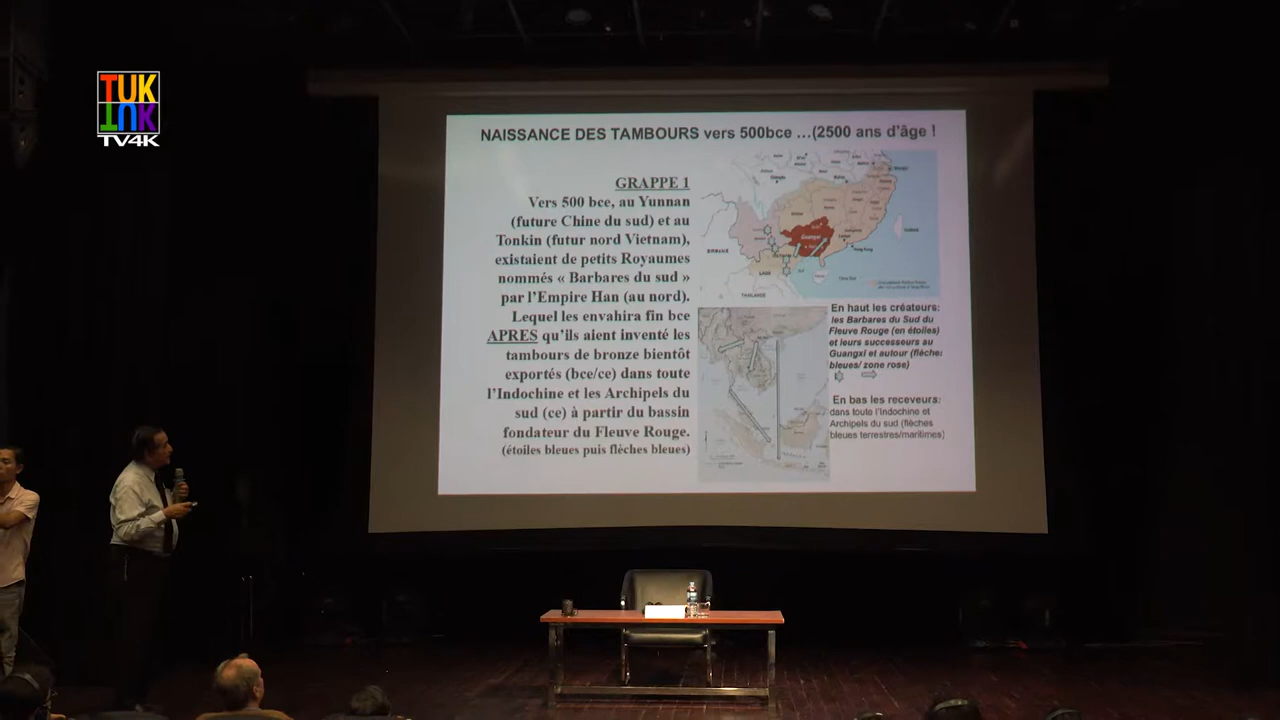 TUK
TUK
TV4K
NAISSANCE DES TAMBOURS vers 500bce ...(2500 ans d'âge !
GRAPPE 1
Vers 500 bce, au Yunnan
(future Chine du sud) et au
Tonkin (futur nord Vietnam),
existaient de petits Royaumes
nommés « Barbares du sud »
par l'Empire Han (au nord).
Lequel les envahira fin bce
APRES qu'ils aient inventé les
tambours de bronze bientôt
exportés (bce/ce) dans toute
l'Indochine et les Archipels du
sud (ce) à partir du bassin
fondateur du Fleuve Rouge.
(étoiles bleues puis flèches bleues)
Guangxi
BIRMANIE
LAOS
THAILANDE
En haut les créateurs:
les Barbares du Sud du
Fleuve Rouge (en étoiles)
et leurs successeurs au
Guangxi et autour (flèche:
bleues/ zone rose)
En bas les receveurs:
dans toute l'Indochine et
Archipels du sud (flèches
bleues terrestres/maritimes)